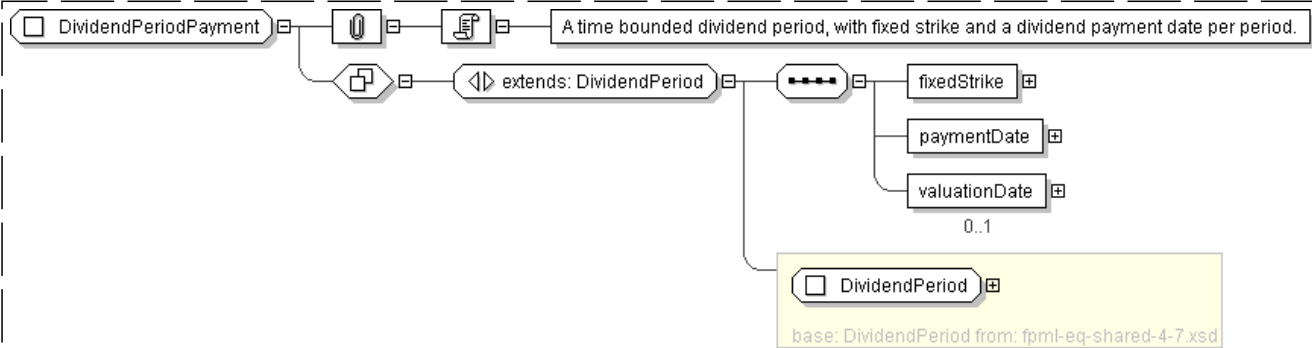 DividendPeriodPayment
A time bounded dividend period, with fixed strike and a dividend payment date per period.
extends: DividendPeriod
fixedStrike
paymentDate
valuationDate
0..1
DividendPeriod
base: DividendPeriod from: fpml-eq-shared-4-7.xsd